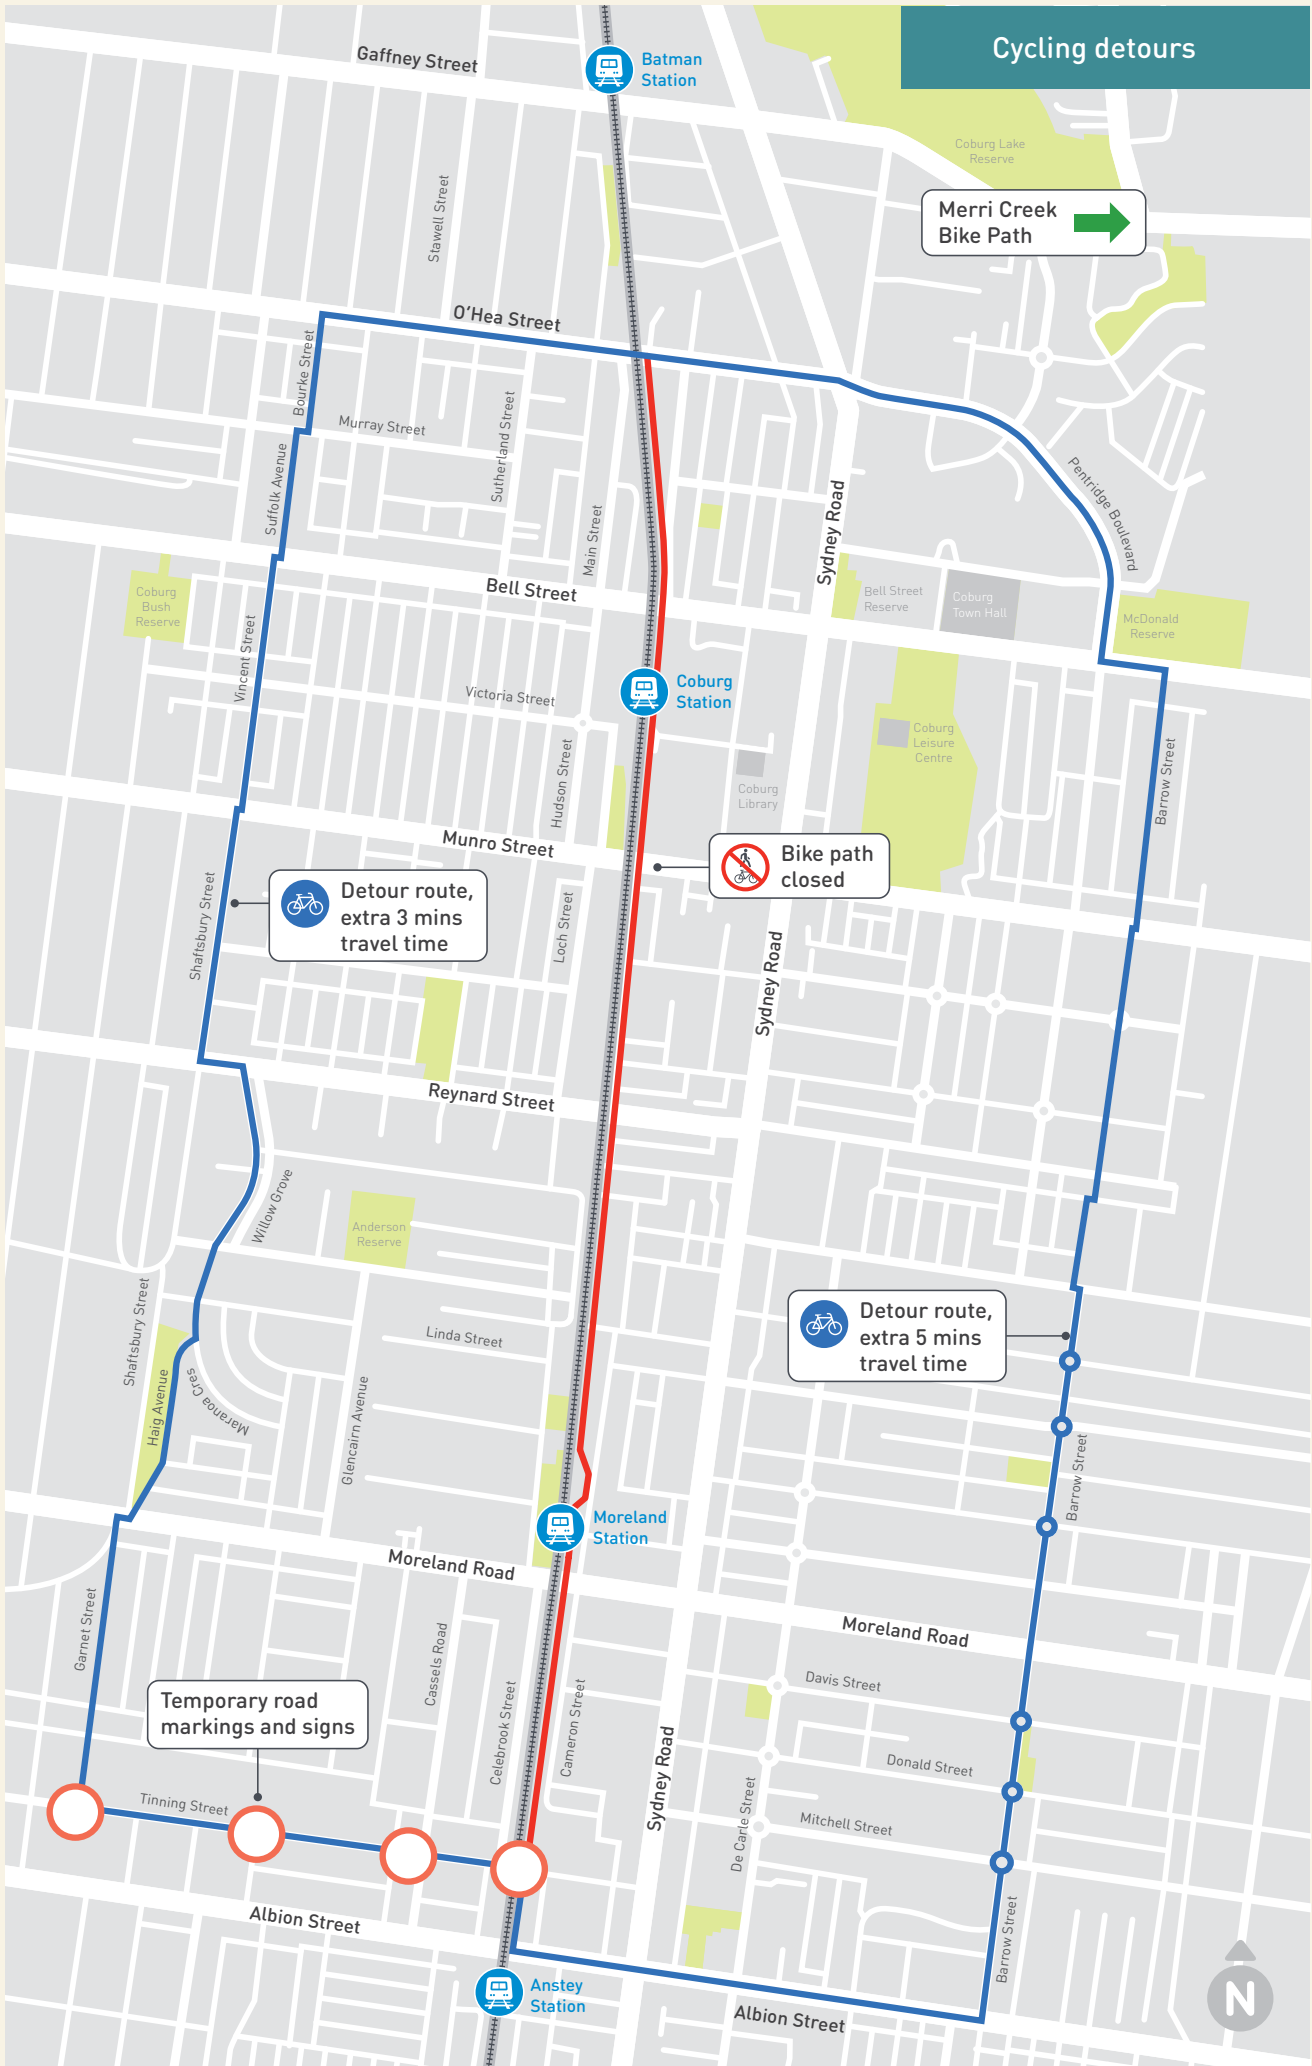 Cycling detours
Gaffney Street
Batman
Station
Coburg Lake
Reserve
Merri Creek
Bike Path
Stawell Street
O'Hea Street
Bourke Street
Murray Street
Sutherland Street
Suffolk Avenue
Main Street
Sydney Road
Pentridge Boulevard
Bell Street
Coburg
Bush
Reserve
Bell Street
Reserve
Coburg
Town Hall
McDonald
Reserve
Vincent Street
Victoria Street
Coburg
Station
Coburg
Leisure
Centre
Hudson Street
Coburg
Library
Barrow Street
Munro Street
Bike path
closed
Detour route,
extra 3 mins
travel time
Shaftsbury Street
Loch Street
Sydney Road
Reynard Street
Willow Grove
Anderson
Reserve
Shaftsbury Street
Linda Street
Detour route,
extra 5 mins
travel time
Haig Avenue
Maranoa Cres
Glencairn Avenue
Barrow Street
Moreland
Station
Moreland Road
Moreland Road
Garnet Street
Cassels Road
Celebrook Street
Cameron Street
Davis Street
Temporary road
markings and signs
Sydney Road
Donald Street
De Carle Street
Mitchell Street
Tinning Street
Albion Street
Barrow Street
Anstey
Station
Albion Street
N